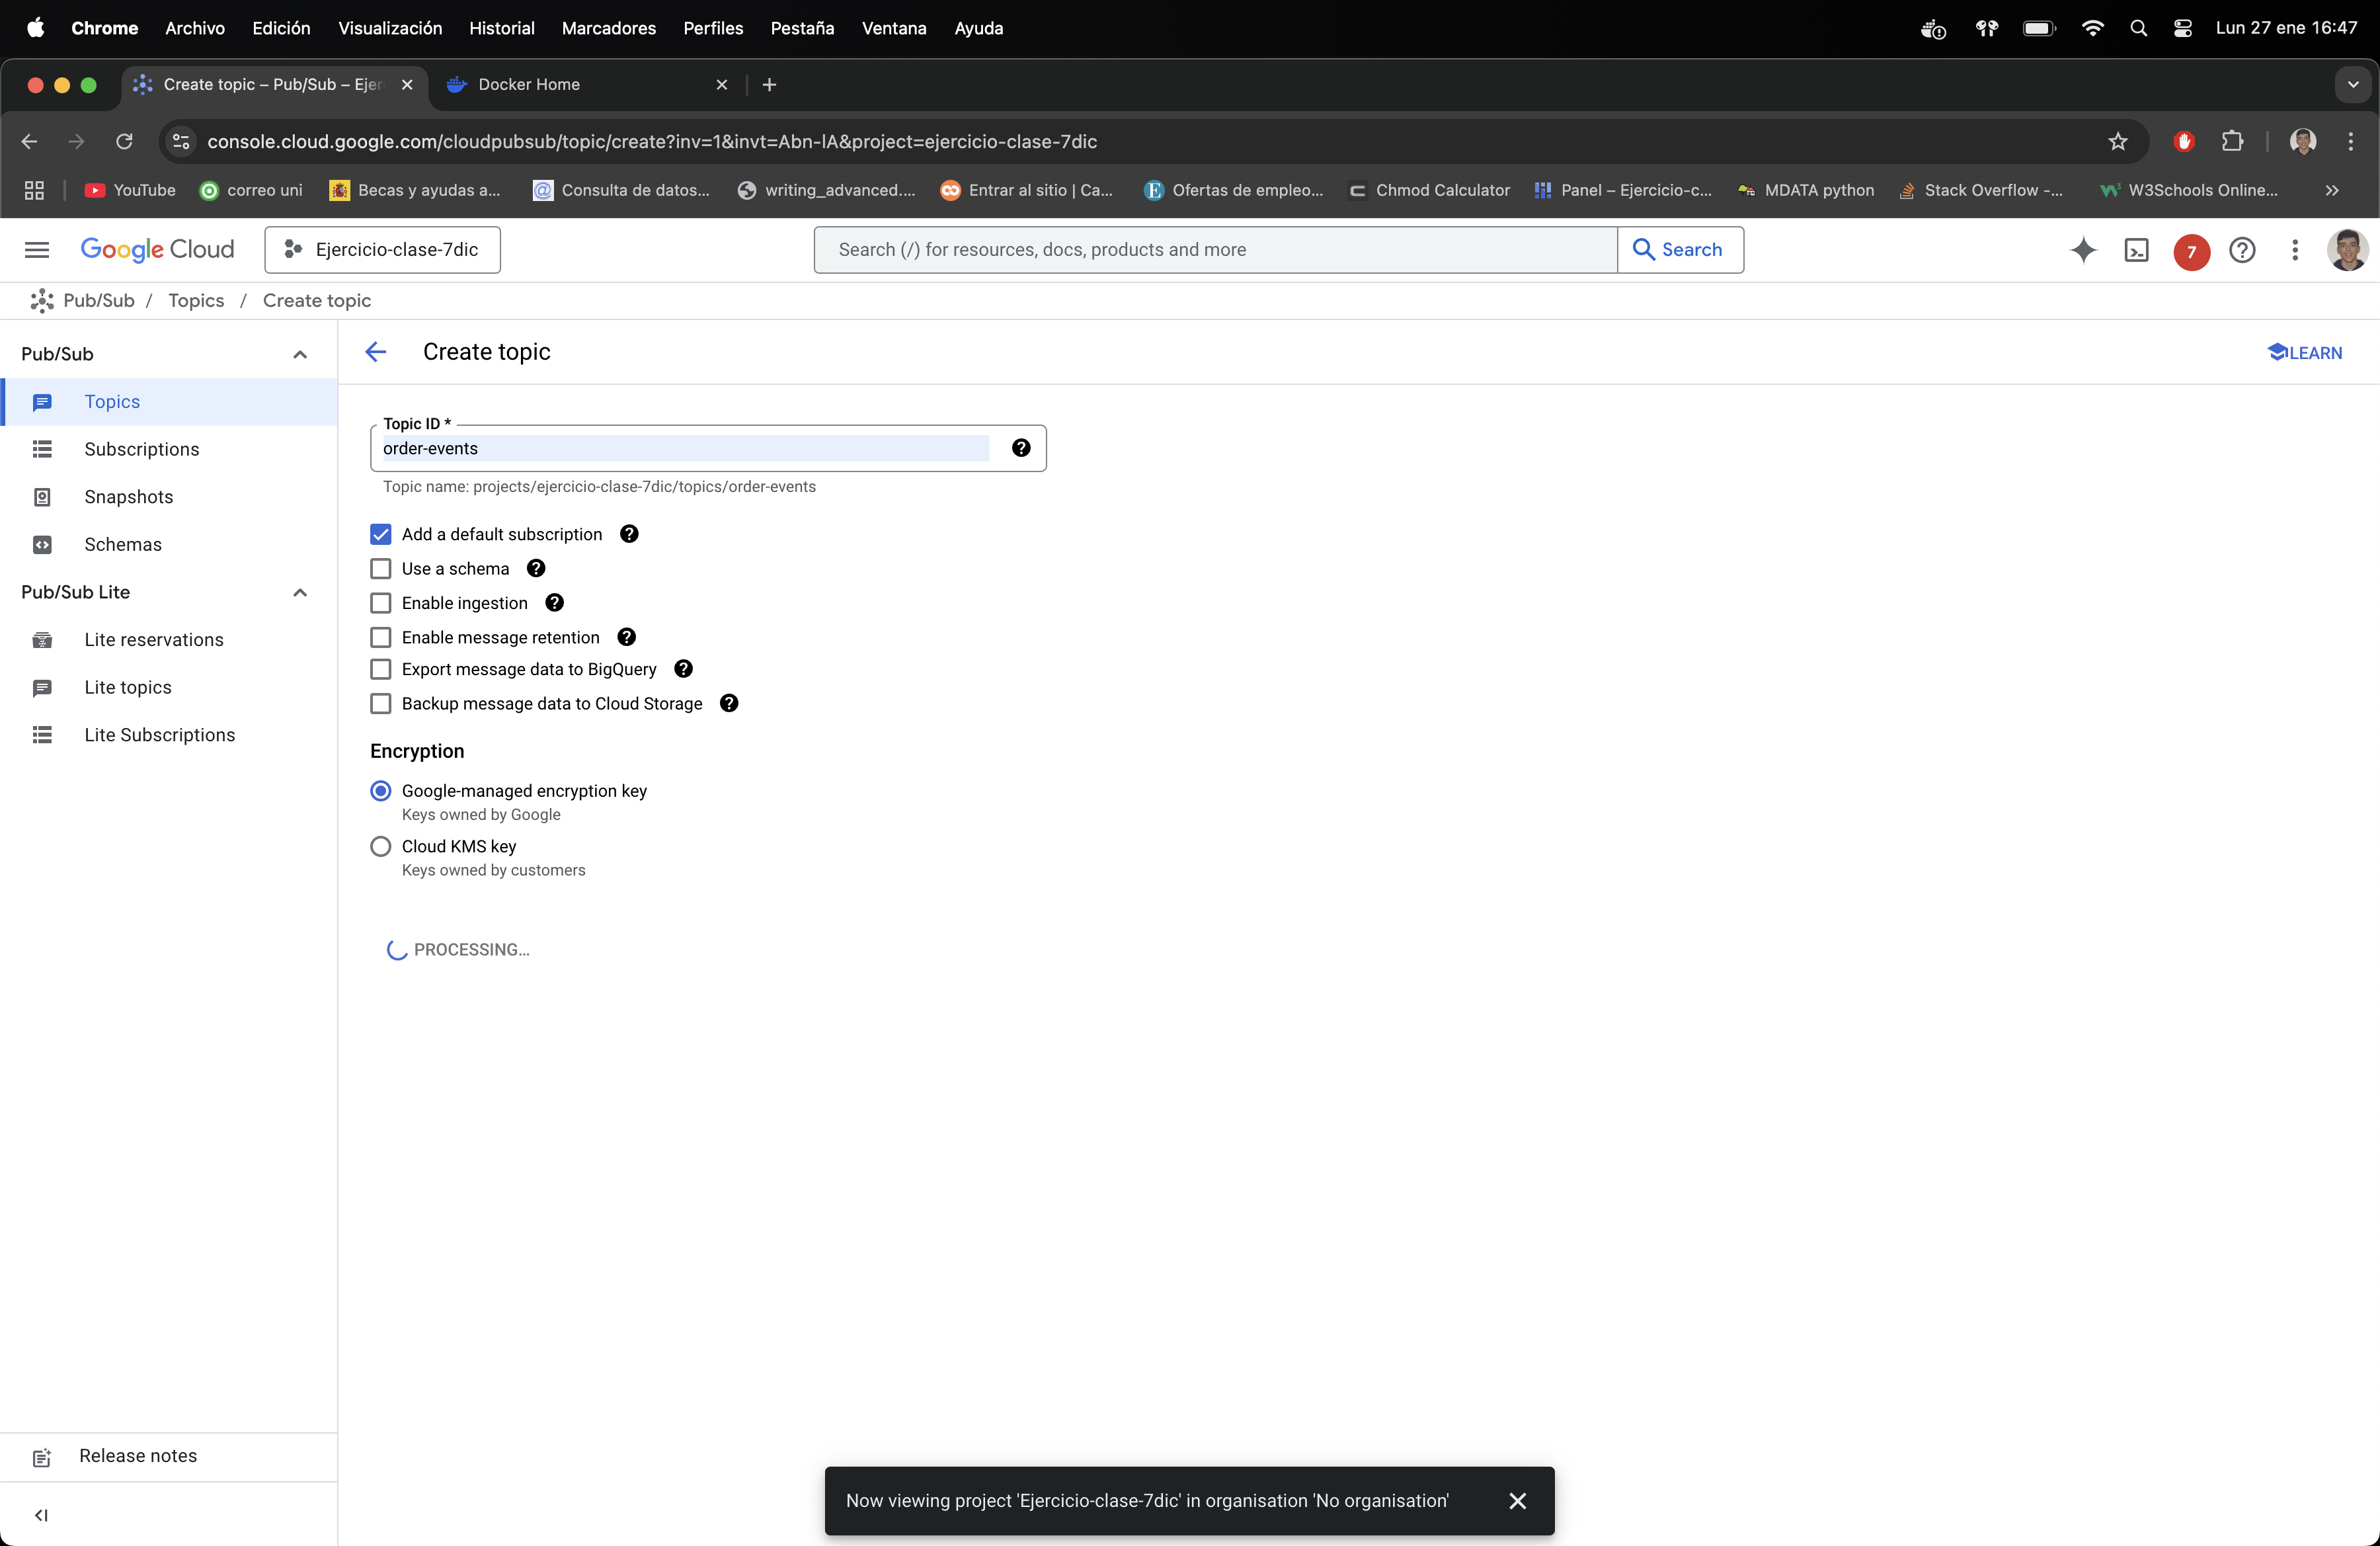 Chrome Archivo Edición Visualización Historial Marcadores Perfiles Pestaña Ventana Ayuda Lun 27 ene 16:47
Create topic – Pub/Sub – Ejer Docker Home
console.cloud.google.com/cloudpubsub/topic/create?inv=1&invt=Abn-lA&project=ejercicio-clase-7dic
YouTube correo uni Becas y ayudas a... Consulta de datos... writing_advanced.... Entrar al sitio | Ca... Ofertas de empleo... Chmod Calculator Panel – Ejercicio-c... MDATA python Stack Overflow -... W3Schools Online...
Google Cloud Ejercicio-clase-7dic Search (/) for resources, docs, products and more Search 7
Pub/Sub / Topics / Create topic
Pub/Sub
Topics
Subscriptions
Snapshots
Schemas
Pub/Sub Lite
Lite reservations
Lite topics
Lite Subscriptions
Release notes
Create topic
LEARN
Topic ID *
order-events
Topic name: projects/ejercicio-clase-7dic/topics/order-events
Add a default subscription
Use a schema
Enable ingestion
Enable message retention
Export message data to BigQuery
Backup message data to Cloud Storage
Encryption
Google-managed encryption key
Keys owned by Google
Cloud KMS key
Keys owned by customers
PROCESSING...
Now viewing project 'Ejercicio-clase-7dic' in organisation 'No organisation'